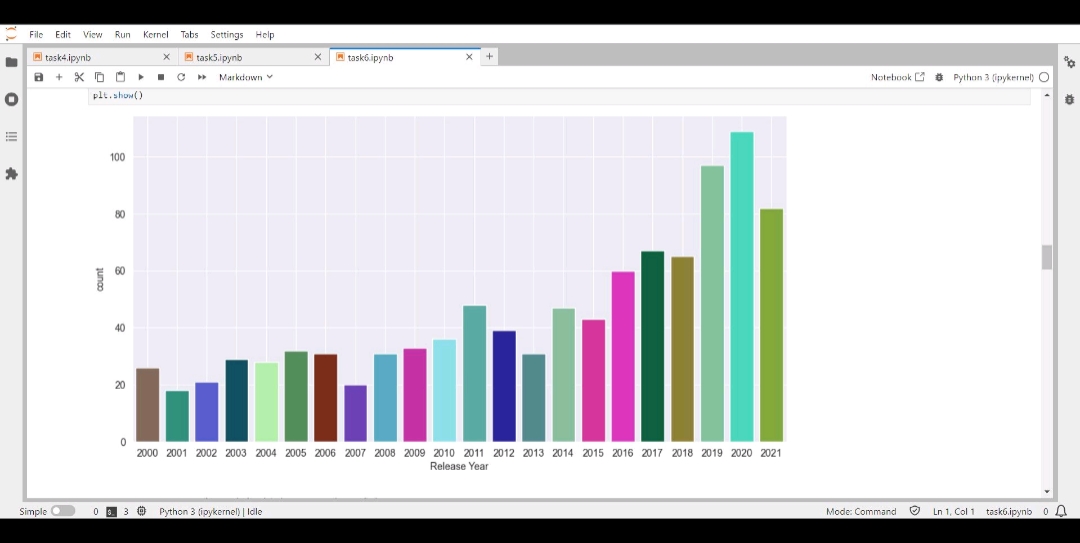 File Edit View Run Kernel Tabs Settings Help
task4.ipynb task5.ipynb task6.ipynb
Markdown Notebook Python 3 (ipykernel)
plt.show()
100
80
60
40
20
0
count
2000 2001 2002 2003 2004 2005 2006 2007 2008 2009 2010 2011 2012 2013 2014 2015 2016 2017 2018 2019 2020 2021
Release Year
Simple 0 3 Python 3 (ipykernel) | Idle Mode: Command Ln 1, Col 1 task6.ipynb 0